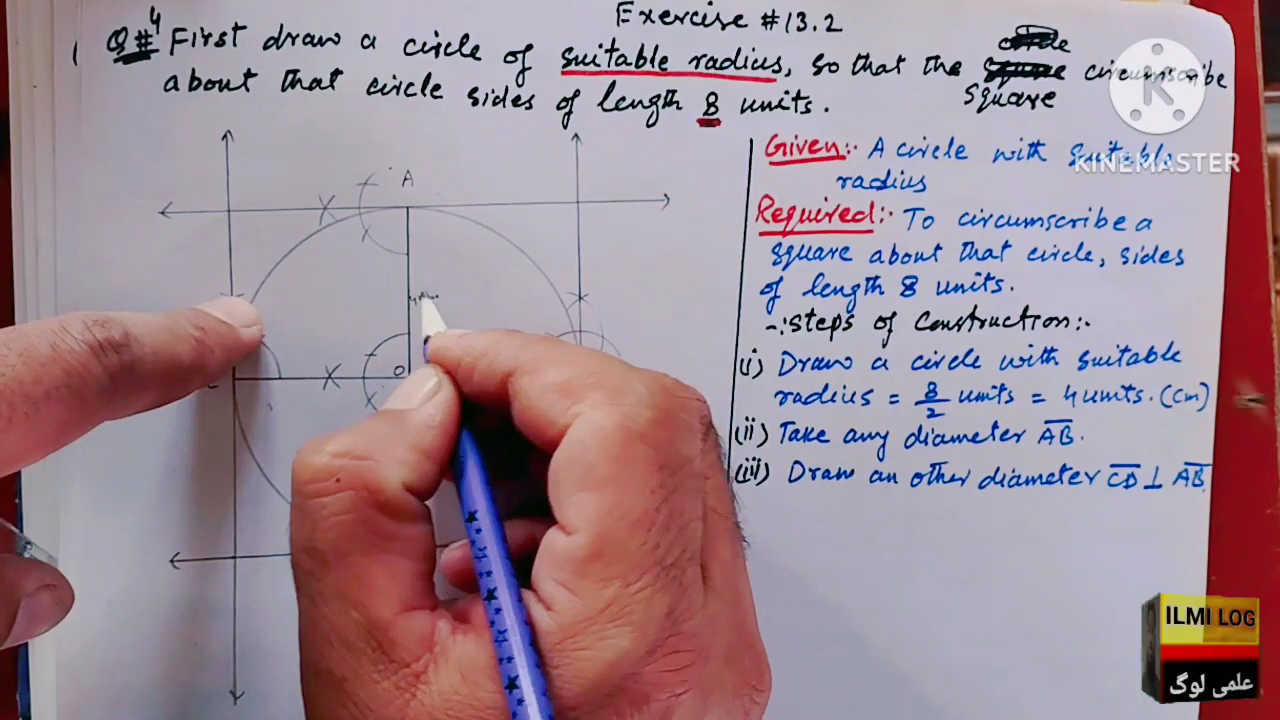 Exercise #13.2
Q#4 First draw a circle of suitable radius, so that the circumscribe
square
about that circle sides of length 8 units.
KINEMASTER
Given:- A circle with suitable
radius
Required:- To circumscribe a
square about that circle, sides
of length 8 units.
-:steps of construction:-
(i) Draw a circle with suitable
radius = 8/2 units = 4 units. (cm)
(ii) Take any diameter AB.
(iii) Draw an other diameter CD ⊥ AB
A
O
ILMI LOG
علمی لوگ